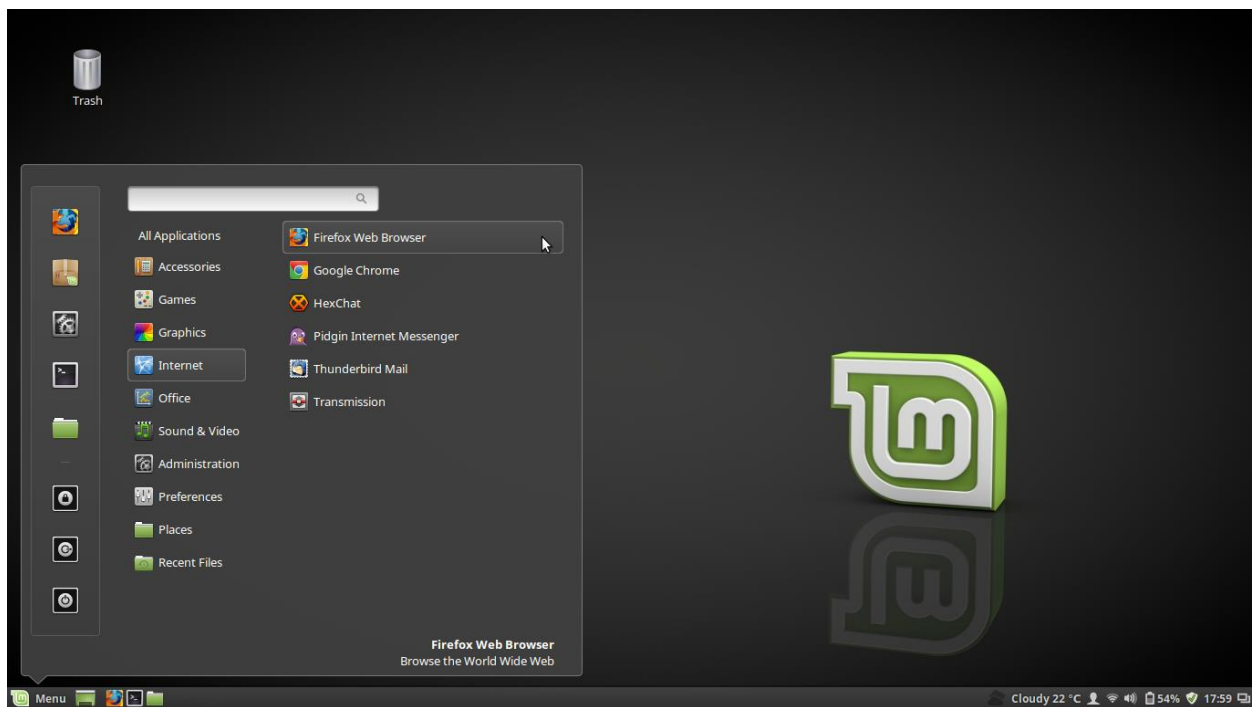 Trash
All Applications
Accessories
Games
Graphics
Internet
Office
Sound & Video
Administration
Preferences
Places
Recent Files
Firefox Web Browser
Google Chrome
HexChat
Pidgin Internet Messenger
Thunderbird Mail
Transmission
Firefox Web Browser
Browse the World Wide Web
lm
Menu
Cloudy 22 °C 54% 17:59